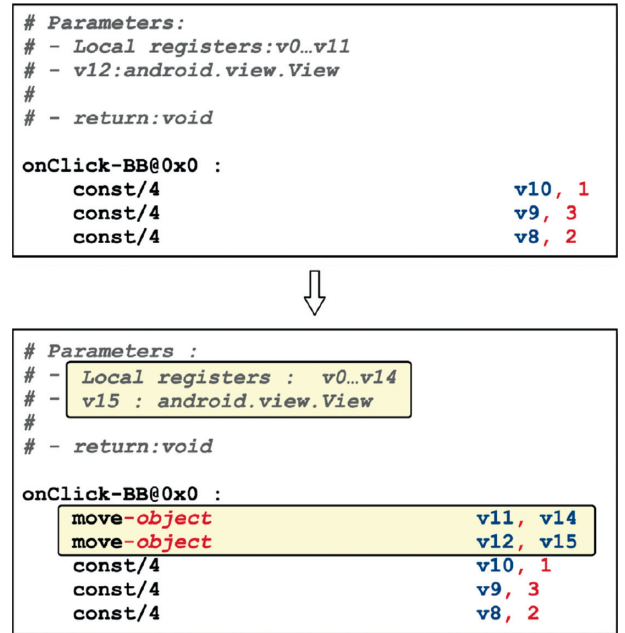 # Parameters:
# - Local registers:v0…v11
# - v12:android.view.View
#
# - return:void
onClick-BB@0x0 :
const/4 v10, 1
const/4 v9, 3
const/4 v8, 2
# Parameters :
# - Local registers : v0…v14
# - v15 : android.view.View
#
# - return:void
onClick-BB@0x0 :
move-object v11, v14
move-object v12, v15
const/4 v10, 1
const/4 v9, 3
const/4 v8, 2